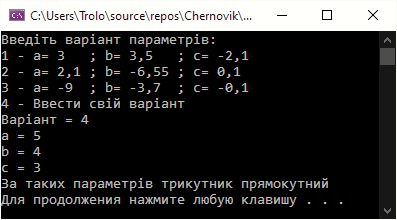 C:\Users\Trolo\source\repos\Chernovik\...
Введіть варіант параметрів:
1 - a= 3   ; b= 3,5   ; c= -2,1
2 - a= 2,1 ; b= -6,55 ; c= 0,1
3 - a= -9  ; b= -3,7  ; c= -0,1
4 - Ввести свій варіант
Варіант = 4
a = 5
b = 4
c = 3
За таких параметрів трикутник прямокутний
Для продолжения нажмите любую клавишу . . .